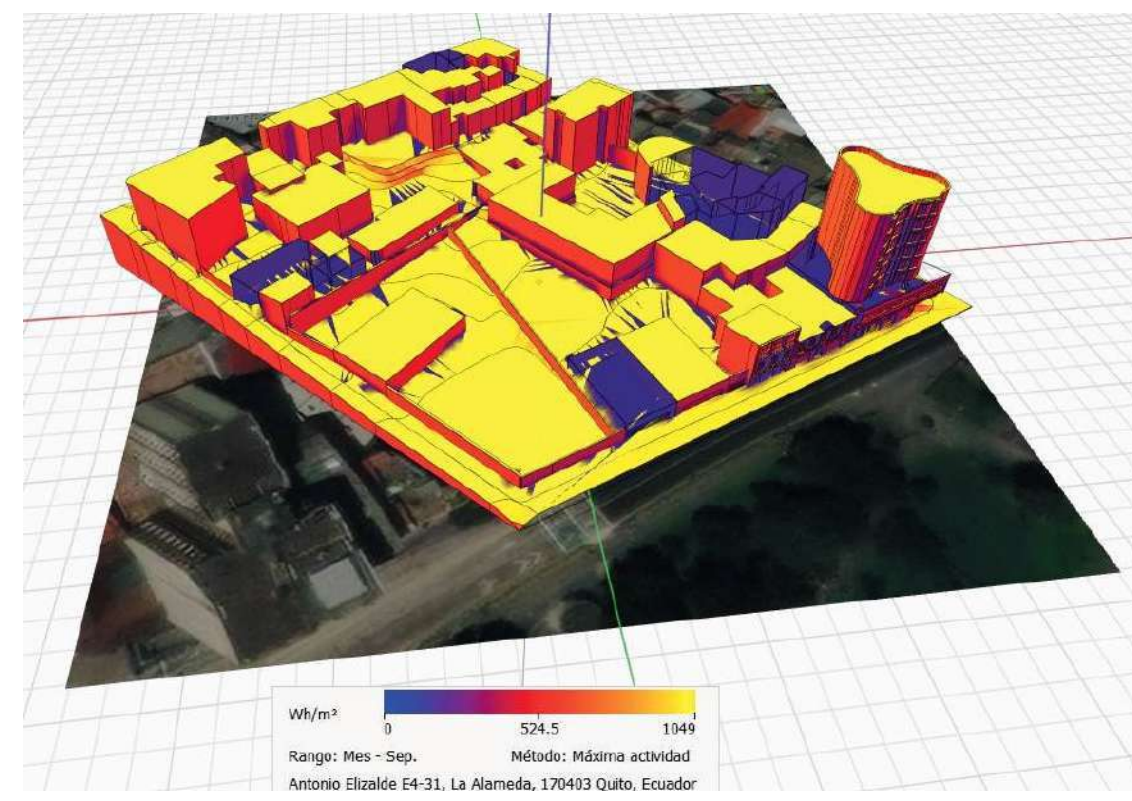 Wh/m²
0 524.5 1049
Rango: Mes - Sep. Método: Máxima actividad
Antonio Elizalde E4-31, La Alameda, 170403 Quito, Ecuador